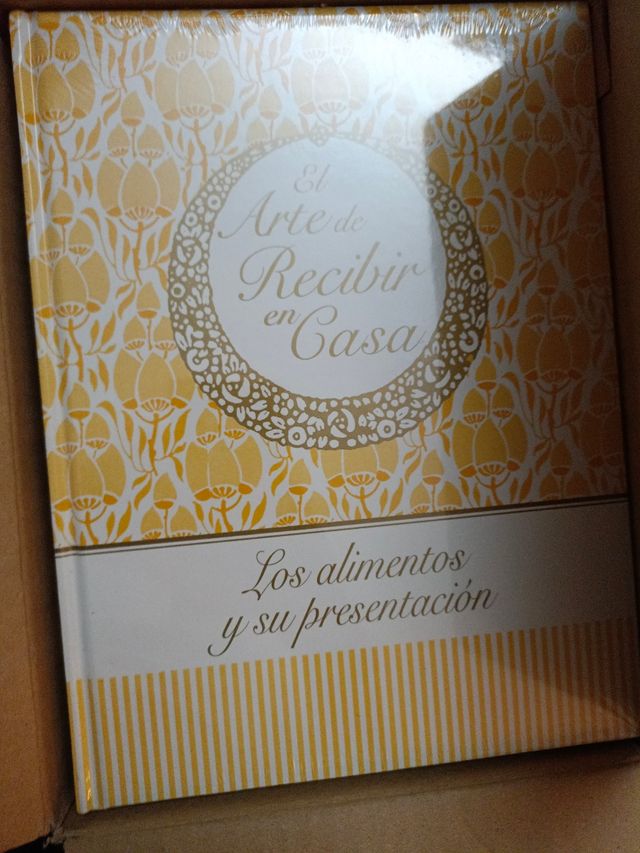 El
Arte de
Recibir
en Casa
Los alimentos
y su presentación